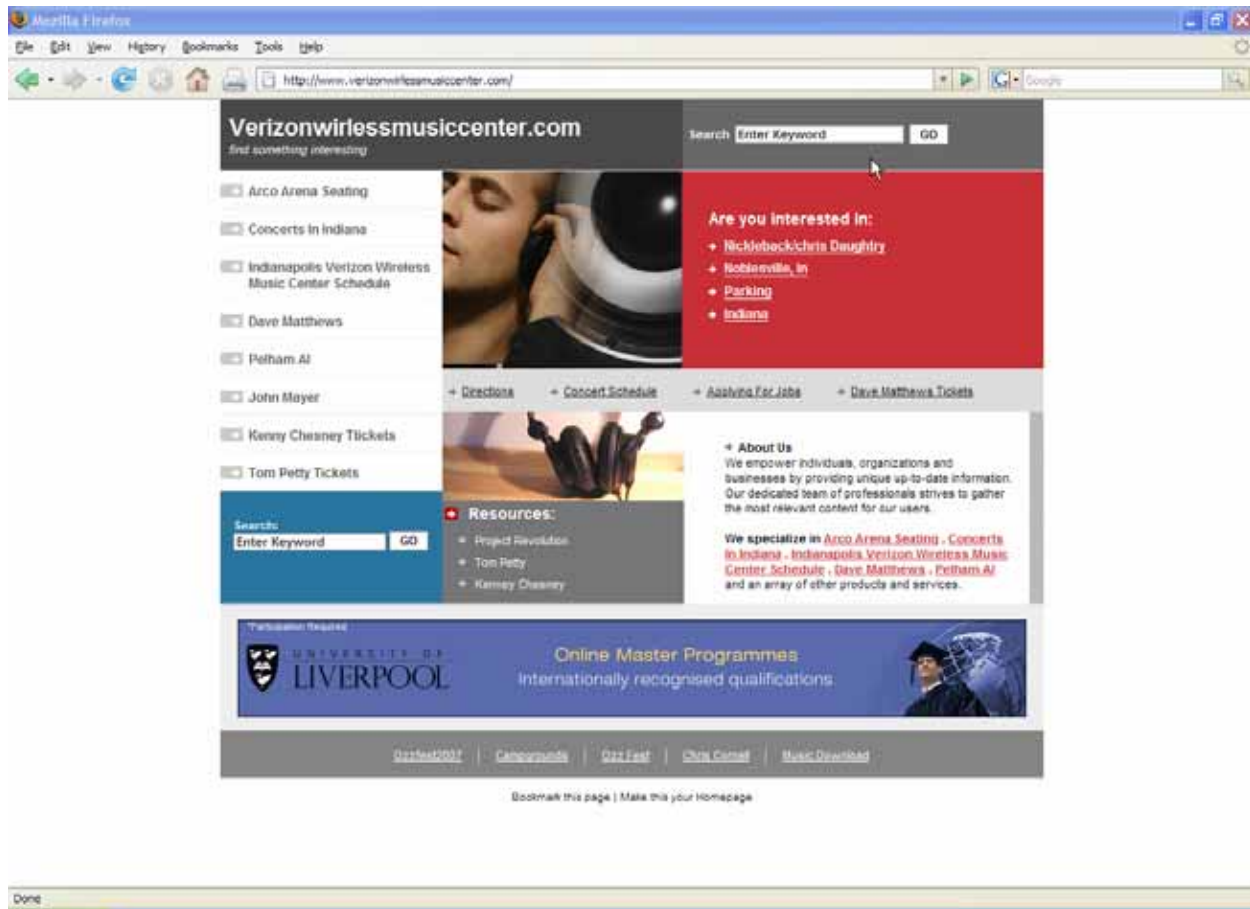 Mozilla Firefox
File Edit View History Bookmarks Tools Help
http://www.verizonwirlessmusiccenter.com/
Google
Verizonwirlessmusiccenter.com
find something interesting
Search Enter Keyword GO
Arco Arena Seating
Concerts In Indiana
Indianapolis Verizon Wireless
Music Center Schedule
Dave Matthews
Pelham Al
John Mayer
Kenny Chesney Tiickets
Tom Petty Tickets
Search:
Enter Keyword GO
Are you interested in:
Nickleback/chris Daughtry
Noblesville, In
Parking
Indiana
Directions Concert Schedule Applying For Jobs Dave Matthews Tickets
Resources:
Project Revolution
Tom Petty
Kenney Chesney
About Us
We empower individuals, organizations and
businesses by providing unique up-to-date information.
Our dedicated team of professionals strives to gather
the most relevant content for our users.
We specialize in Arco Arena Seating , Concerts
In Indiana , Indianapolis Verizon Wireless Music
Center Schedule , Dave Matthews , Pelham Al
and an array of other products and services.
*Participation Required
UNIVERSITY OF
LIVERPOOL
Online Master Programmes
Internationally recognised qualifications
Ozzfest2007 | Campgrounds | Ozz Fest | Chris Cornell | Music Download
Bookmark this page | Make this your Homepage
Done